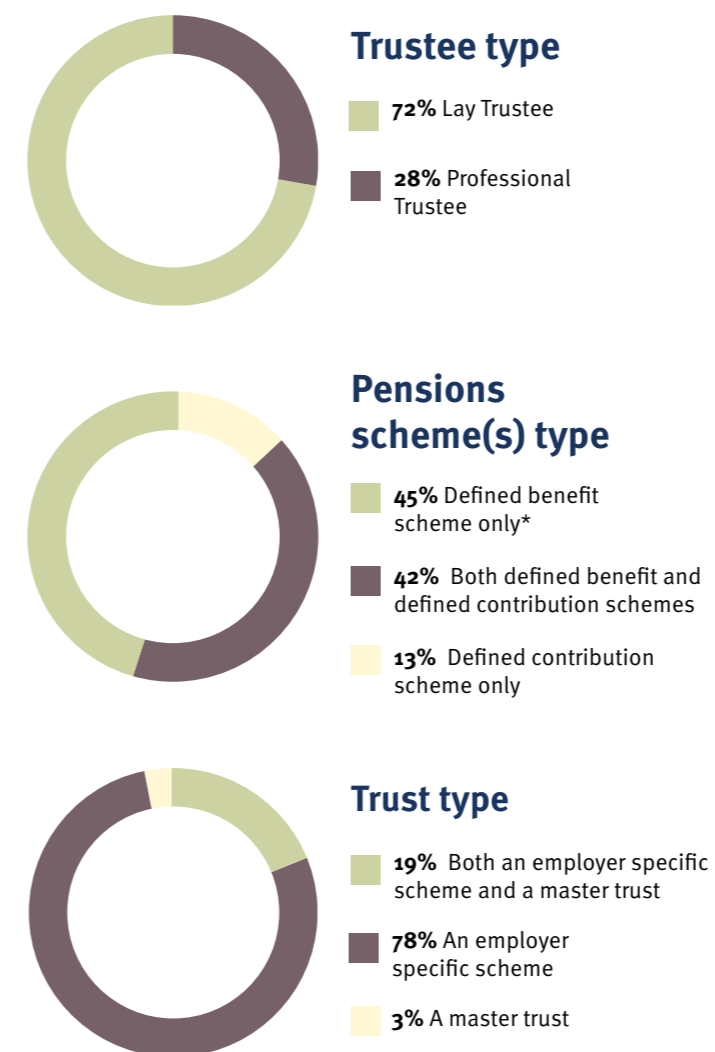 Trustee type
72% Lay Trustee
28% Professional
Trustee
Pensions
scheme(s) type
45% Defined benefit
scheme only*
42% Both defined benefit and
defined contribution schemes
13% Defined contribution
scheme only
Trust type
19% Both an employer specific
scheme and a master trust
78% An employer
specific scheme
3% A master trust